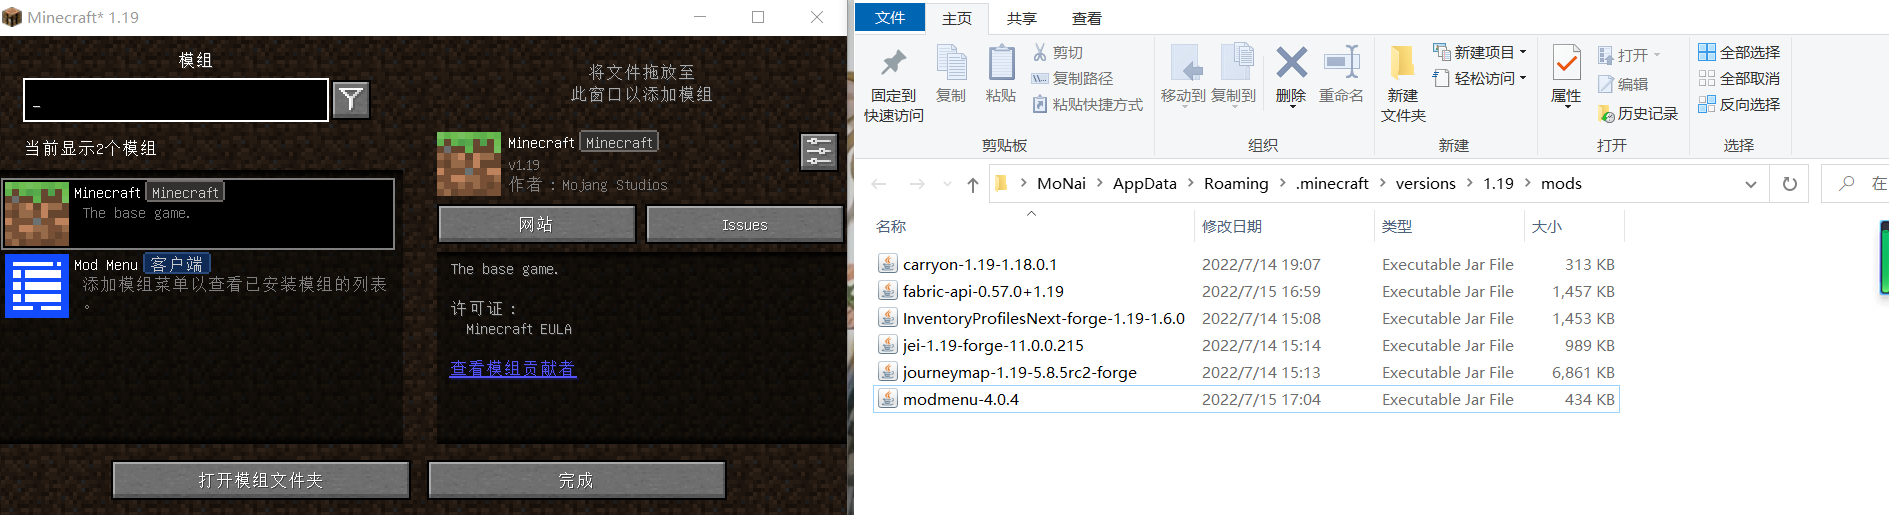 Minecraft* 1.19
模组
_
当前显示2个模组
Minecraft Minecraft
The base game.
Mod Menu 客户端
添加模组菜单以查看已安装模组的列表
。
将文件拖放至
此窗口以添加模组
Minecraft Minecraft
v1.19
作者：Mojang Studios
网站 Issues
The base game.
许可证：
Minecraft EULA
查看模组贡献者
打开模组文件夹 完成
文件 主页 共享 查看
固定到
快速访问
复制
粘贴
剪切
复制路径
粘贴快捷方式
剪贴板
移动到 复制到 删除 重命名
组织
新建
文件夹
新建项目
轻松访问
新建
属性
打开
编辑
历史记录
打开
全部选择
全部取消
反向选择
选择
MoNai > AppData > Roaming > .minecraft > versions > 1.19 > mods
在
名称 修改日期 类型 大小
carryon-1.19-1.18.0.1 2022/7/14 19:07 Executable Jar File 313 KB
fabric-api-0.57.0+1.19 2022/7/15 16:59 Executable Jar File 1,457 KB
InventoryProfilesNext-forge-1.19-1.6.0 2022/7/14 15:08 Executable Jar File 1,453 KB
jei-1.19-forge-11.0.0.215 2022/7/14 15:14 Executable Jar File 989 KB
journeymap-1.19-5.8.5rc2-forge 2022/7/14 15:13 Executable Jar File 6,861 KB
modmenu-4.0.4 2022/7/15 17:04 Executable Jar File 434 KB